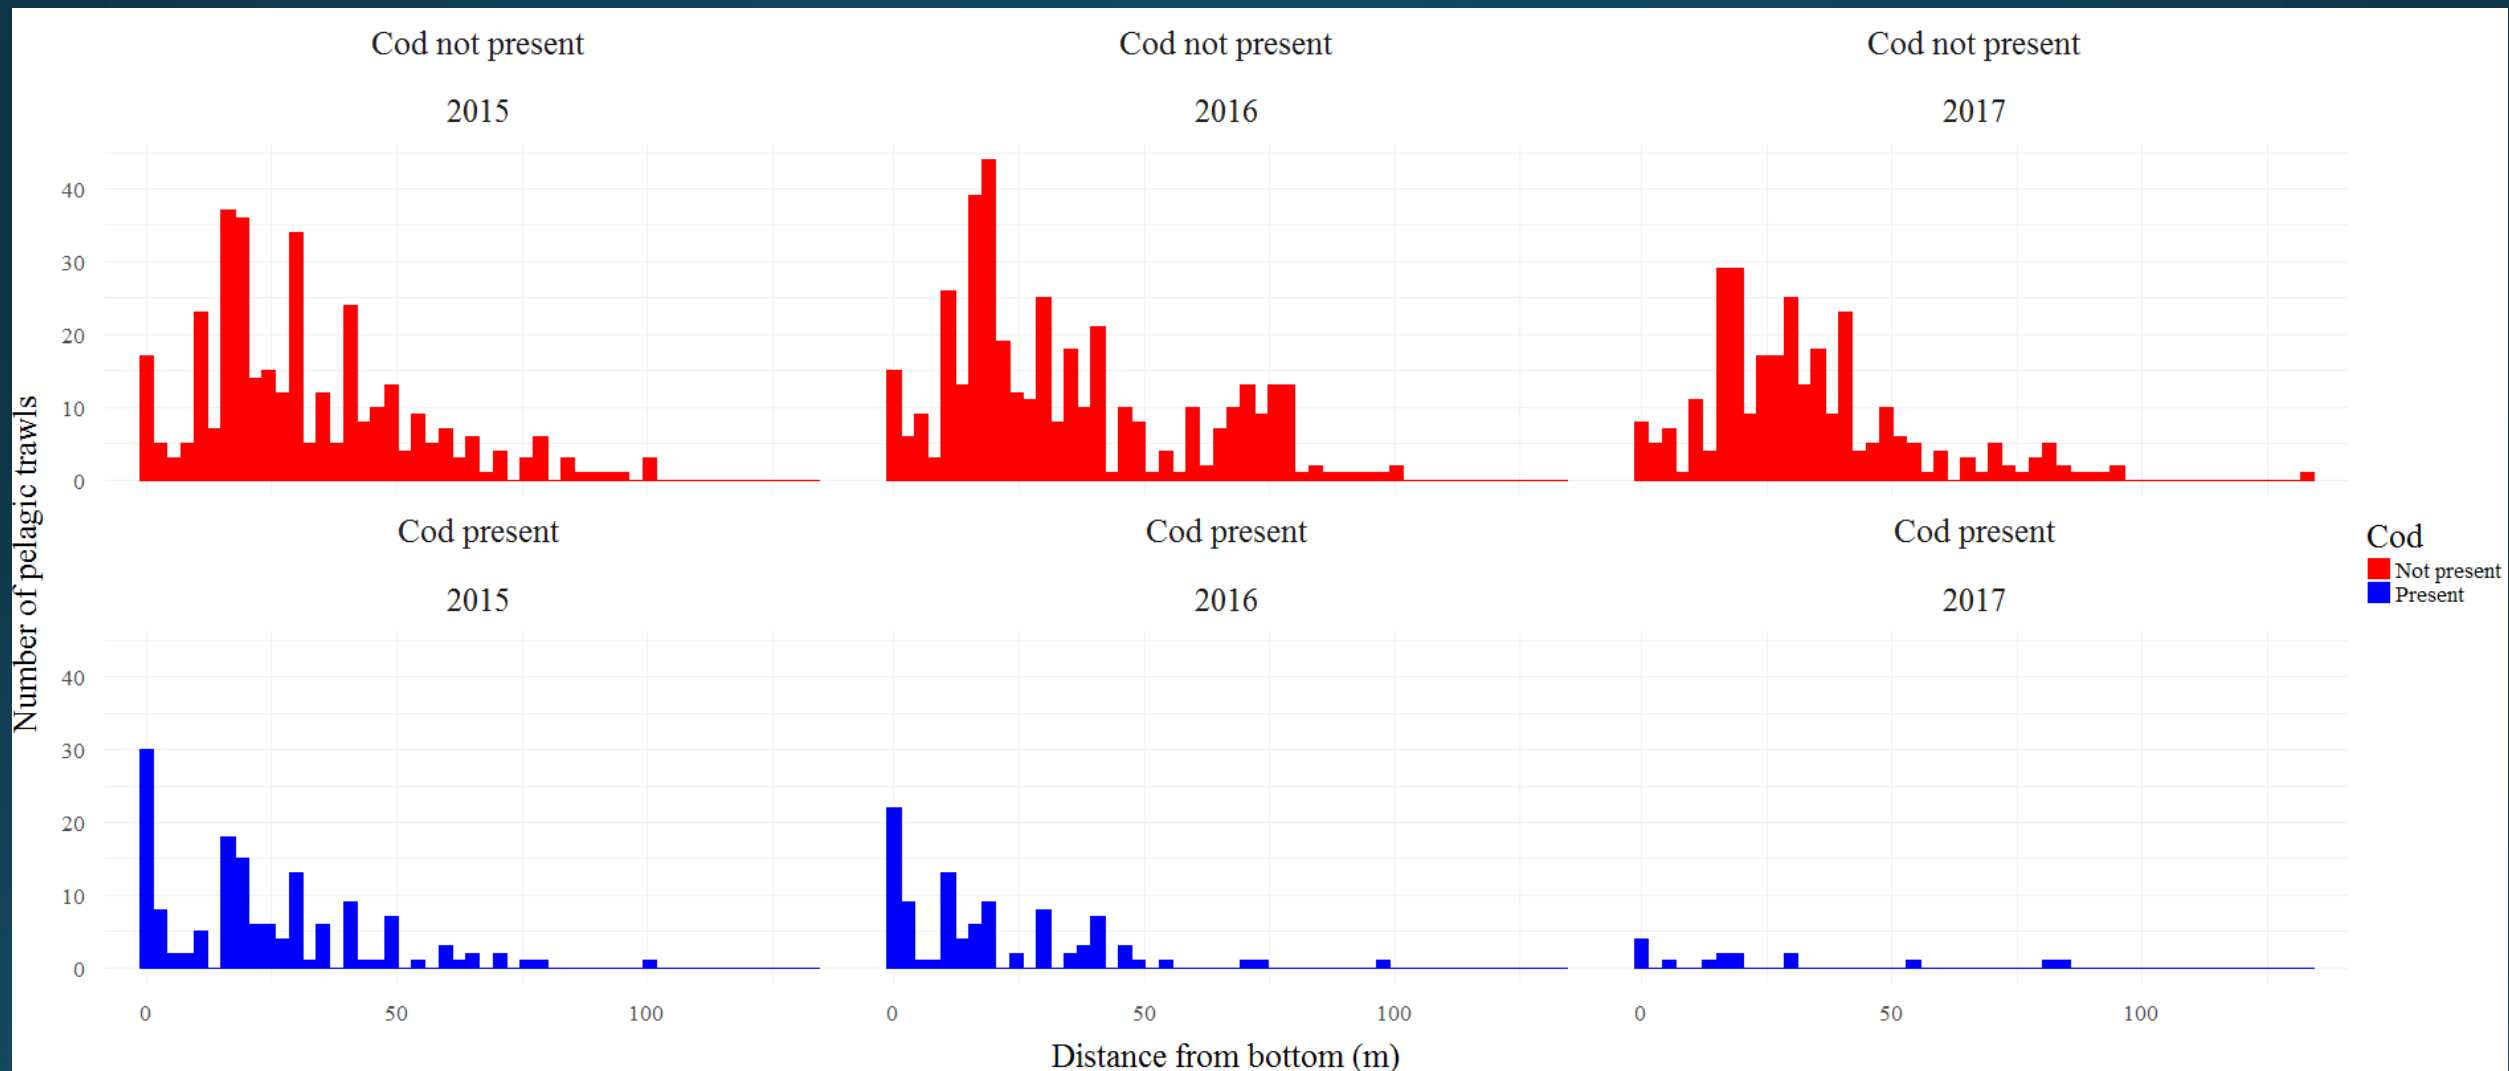 Cod not present
Cod not present
Cod not present
2015
2016
2017
40
30
20
10
0
Number of pelagic trawls
Cod present
Cod present
Cod present
2015
2016
2017
40
30
20
10
0
0
50
100
0
50
100
0
50
100
Distance from bottom (m)
Cod
Not present
Present